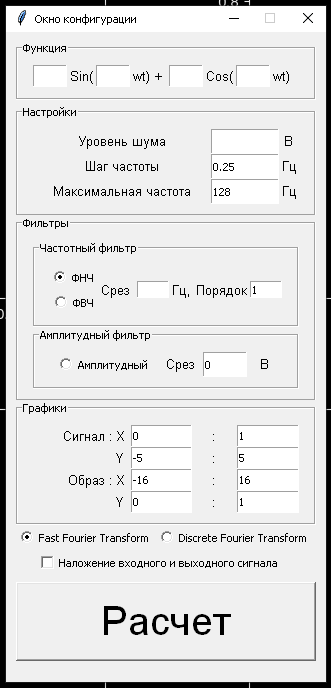 Окно конфигурации
Функция
Sin( wt) + Cos( wt)
Настройки
Уровень шума В
Шаг частоты 0.25 Гц
Максимальная частота 128 Гц
Фильтры
Частотный фильтр
ФНЧ
Срез Гц, Порядок 1
ФВЧ
Амплитудный фильтр
Амплитудный Срез 0 В
Графики
Сигнал : X 0 : 1
Y -5 : 5
Образ : X -16 : 16
Y 0 : 1
Fast Fourier Transform Discrete Fourier Transform
Наложение входного и выходного сигнала
Расчет